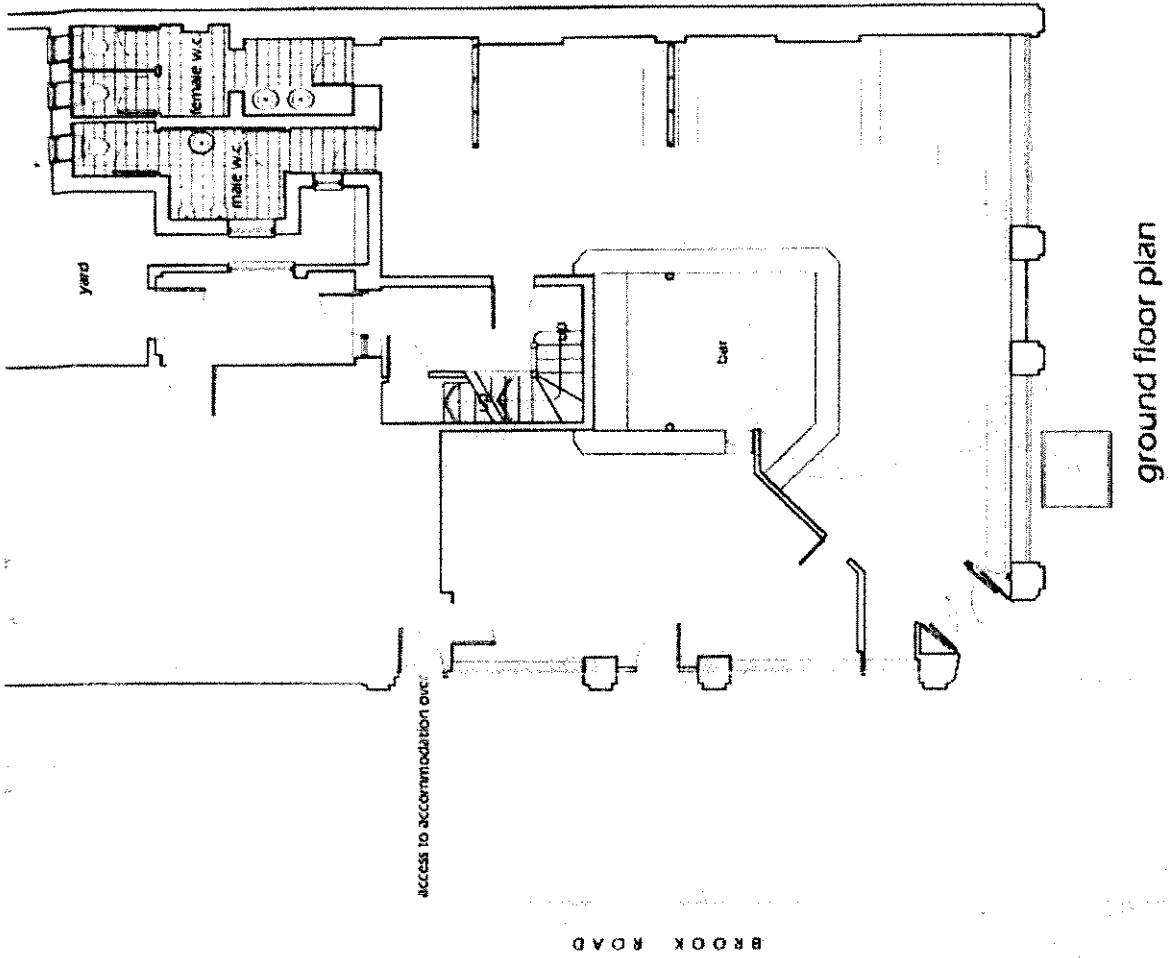 female w.c.
male w.c.
yard
up
bar
access to accommodation over
BROOK ROAD
ground floor plan